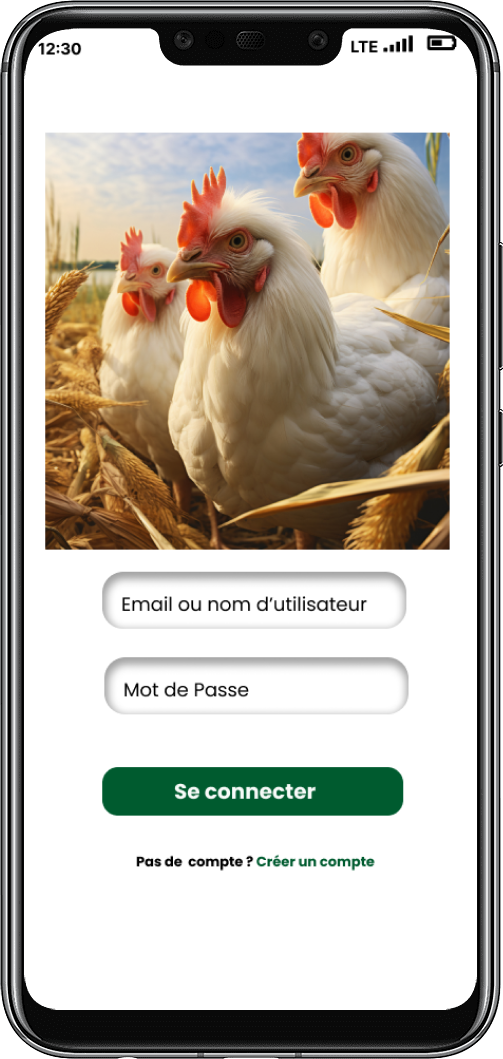 12:30 LTE
Email ou nom d’utilisateur
Mot de Passe
Se connecter
Pas de compte ? Créer un compte